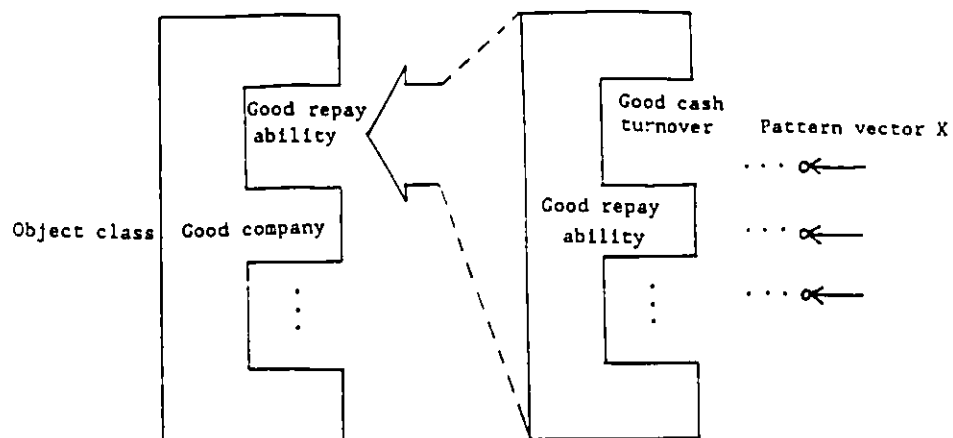 Good repay
ability
Good cash
turnover
Pattern vector X
Object class
Good company
Good repay
ability